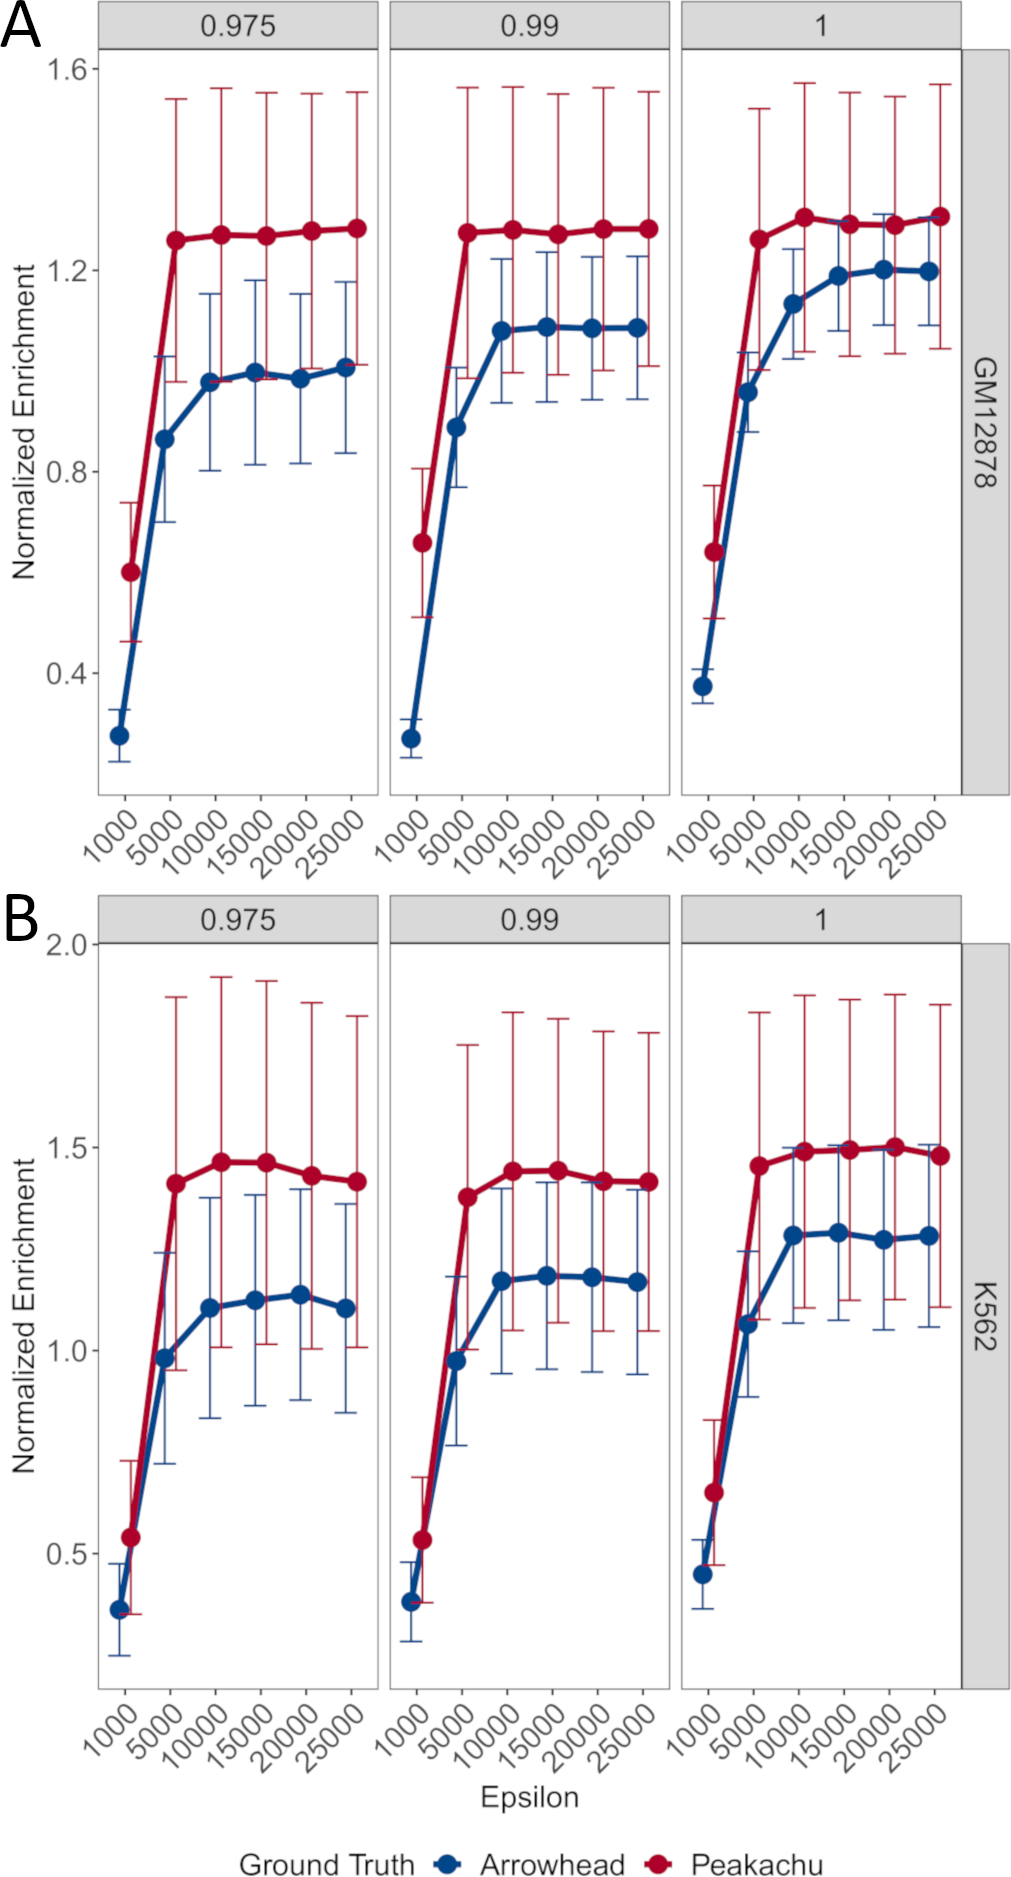 A
0.975 0.99 1
1.6
1.2
0.8
0.4
Normalized Enrichment
GM12878
1000 5000 10000 15000 20000 25000 1000 5000 10000 15000 20000 25000 1000 5000 10000 15000 20000 25000
B
0.975 0.99 1
2.0
1.5
1.0
0.5
Normalized Enrichment
K562
1000 5000 10000 15000 20000 25000 1000 5000 10000 15000 20000 25000 1000 5000 10000 15000 20000 25000
Epsilon
Ground Truth Arrowhead Peakachu